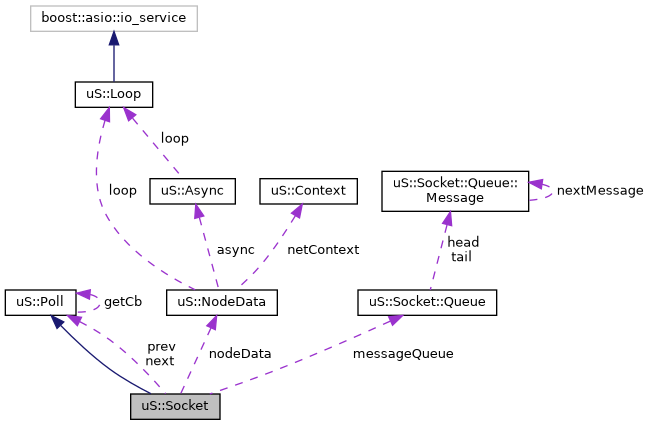 boost::asio::io_service
uS::Loop
loop
uS::Socket::Queue::
Message
loop
uS::Async
uS::Context
nextMessage
async
netContext
head
tail
uS::Poll
getCb
uS::NodeData
uS::Socket::Queue
prev
next
nodeData
messageQueue
uS::Socket